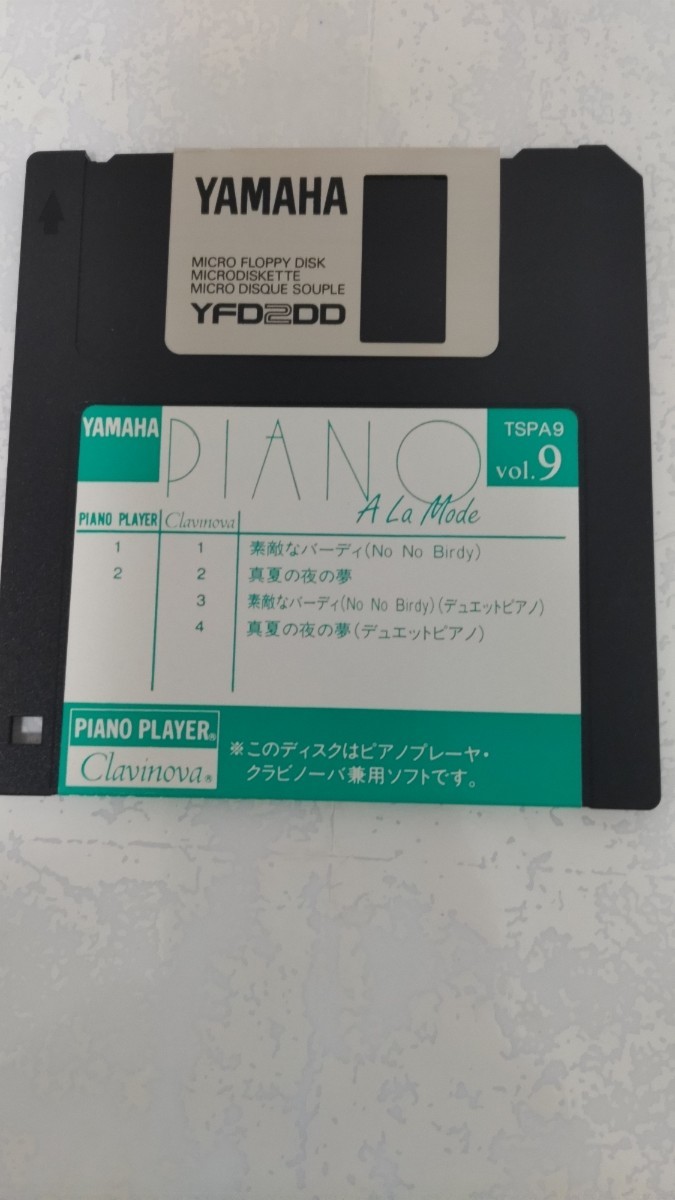 YAMAHA
MICRO FLOPPY DISK
MICRODISKETTE
MICRO DISQUE SOUPLE
YFD2DD
YAMAHA
PIANO
A La Mode
TSPA9
vol.9
PIANO PLAYER Clavinova
1 1 素敵なバーディ(No No Birdy)
2 2 真夏の夜の夢
3 素敵なバーディ(No No Birdy)(デュエットピアノ)
4 真夏の夜の夢(デュエットピアノ)
PIANO PLAYER®
Clavinova®
※このディスクはピアノプレーヤ・
クラビノーバ兼用ソフトです。